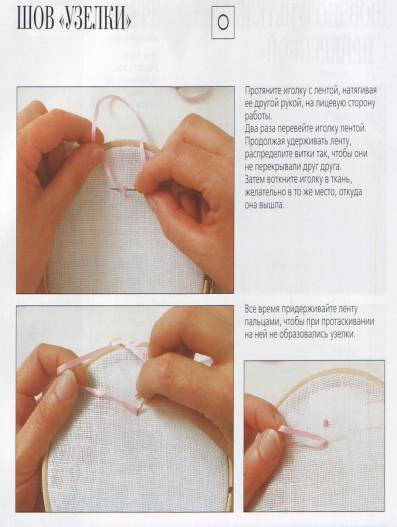 ШОВ «УЗЕЛКИ»
Протяните иголку с лентой, натягивая
ее другой рукой, на лицевую сторону
работы.
Два раза перевейте иголку лентой.
Продолжая удерживать ленту,
распределите витки так, чтобы они
не перекрывали друг друга.
Затем воткните иголку в ткань,
желательно в то же место, откуда
она вышла.
Все время придерживайте ленту
пальцами, чтобы при протаскивании
на ней не образовались узелки.